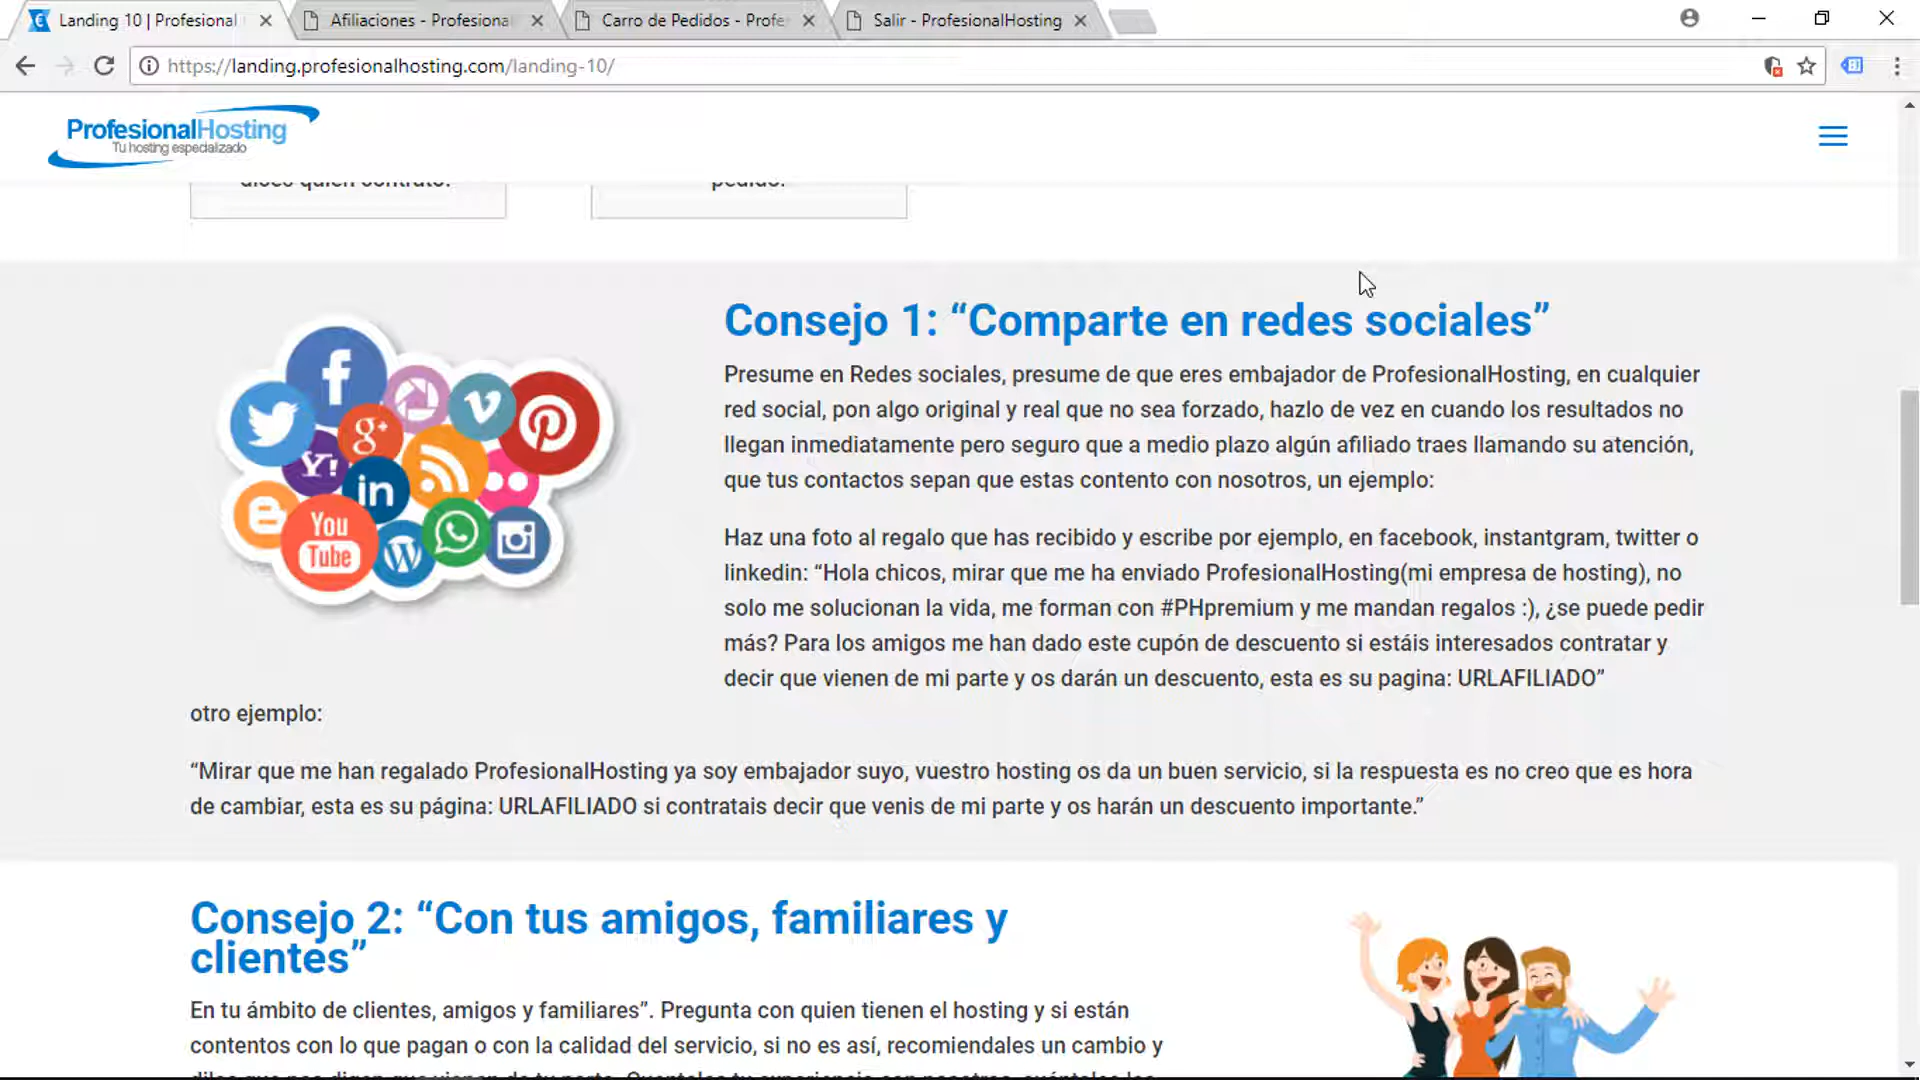 Landing 10 | Profesional
Afiliaciones - Profesional
Carro de Pedidos - Profe
Salir - ProfesionalHosting
https://landing.profesionalhosting.com/landing-10/
ProfesionalHosting
Tu hosting especializado
dices quien contrato.
pedido.
Consejo 1: “Comparte en redes sociales”
Presume en Redes sociales, presume de que eres embajador de ProfesionalHosting, en cualquier
red social, pon algo original y real que no sea forzado, hazlo de vez en cuando los resultados no
llegan inmediatamente pero seguro que a medio plazo algún afiliado traes llamando su atención,
que tus contactos sepan que estas contento con nosotros, un ejemplo:
Haz una foto al regalo que has recibido y escribe por ejemplo, en facebook, instantgram, twitter o
linkedin: “Hola chicos, mirar que me ha enviado ProfesionalHosting(mi empresa de hosting), no
solo me solucionan la vida, me forman con #PHpremium y me mandan regalos :), ¿se puede pedir
más? Para los amigos me han dado este cupón de descuento si estáis interesados contratar y
decir que vienen de mi parte y os darán un descuento, esta es su pagina: URLAFILIADO”
You
Tube
otro ejemplo:
“Mirar que me han regalado ProfesionalHosting ya soy embajador suyo, vuestro hosting os da un buen servicio, si la respuesta es no creo que es hora
de cambiar, esta es su página: URLAFILIADO si contratais decir que venis de mi parte y os harán un descuento importante.”
Consejo 2: “Con tus amigos, familiares y
clientes”
En tu ámbito de clientes, amigos y familiares”. Pregunta con quien tienen el hosting y si están
contentos con lo que pagan o con la calidad del servicio, si no es así, recomiendales un cambio y